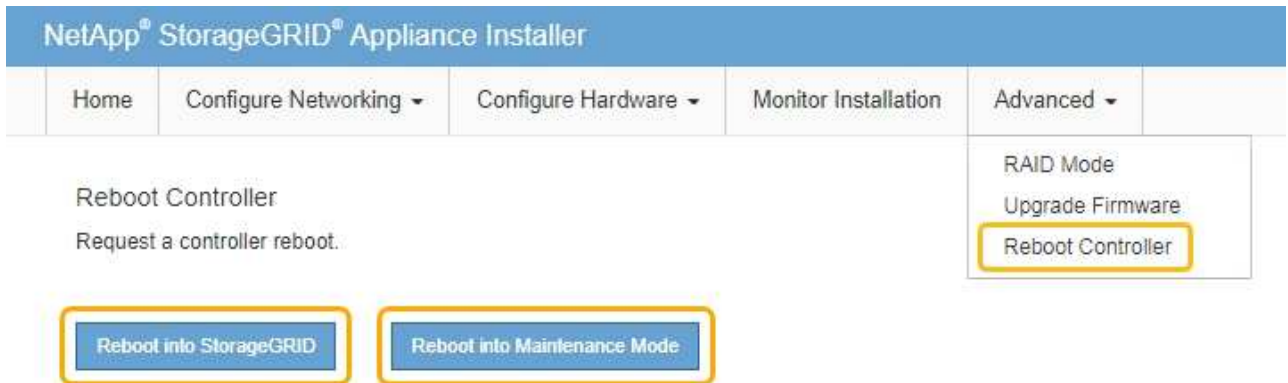 NetApp® StorageGRID® Appliance Installer
Home Configure Networking Configure Hardware Monitor Installation Advanced
RAID Mode
Upgrade Firmware
Reboot Controller
Reboot Controller
Request a controller reboot.
Reboot into StorageGRID Reboot into Maintenance Mode